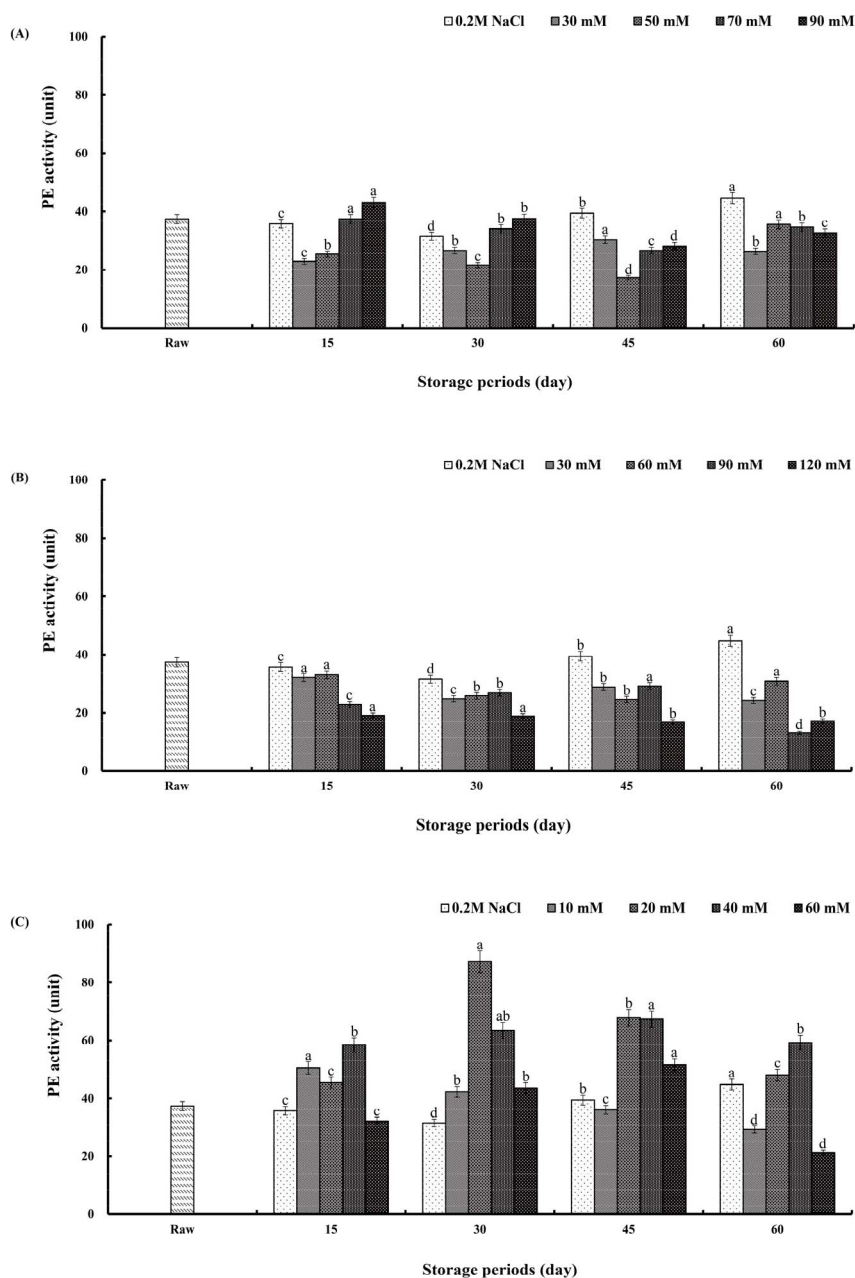 (A)
0.2M NaCl 30 mM 50 mM 70 mM 90 mM
PE activity (unit)
100
80
60
40
20
0
c c b a a
d b c b b
b a d c d
a b a b c
Raw 15 30 45 60
Storage periods (day)
(B)
0.2M NaCl 30 mM 60 mM 90 mM 120 mM
PE activity (unit)
100
80
60
40
20
0
c a a c a
d c b b a
b b b a b
a c a d b
Raw 15 30 45 60
Storage periods (day)
(C)
0.2M NaCl 10 mM 20 mM 40 mM 60 mM
PE activity (unit)
100
80
60
40
20
0
c a c b c
d b a ab b
b c b a a
a d c b d
Raw 15 30 45 60
Storage periods (day)